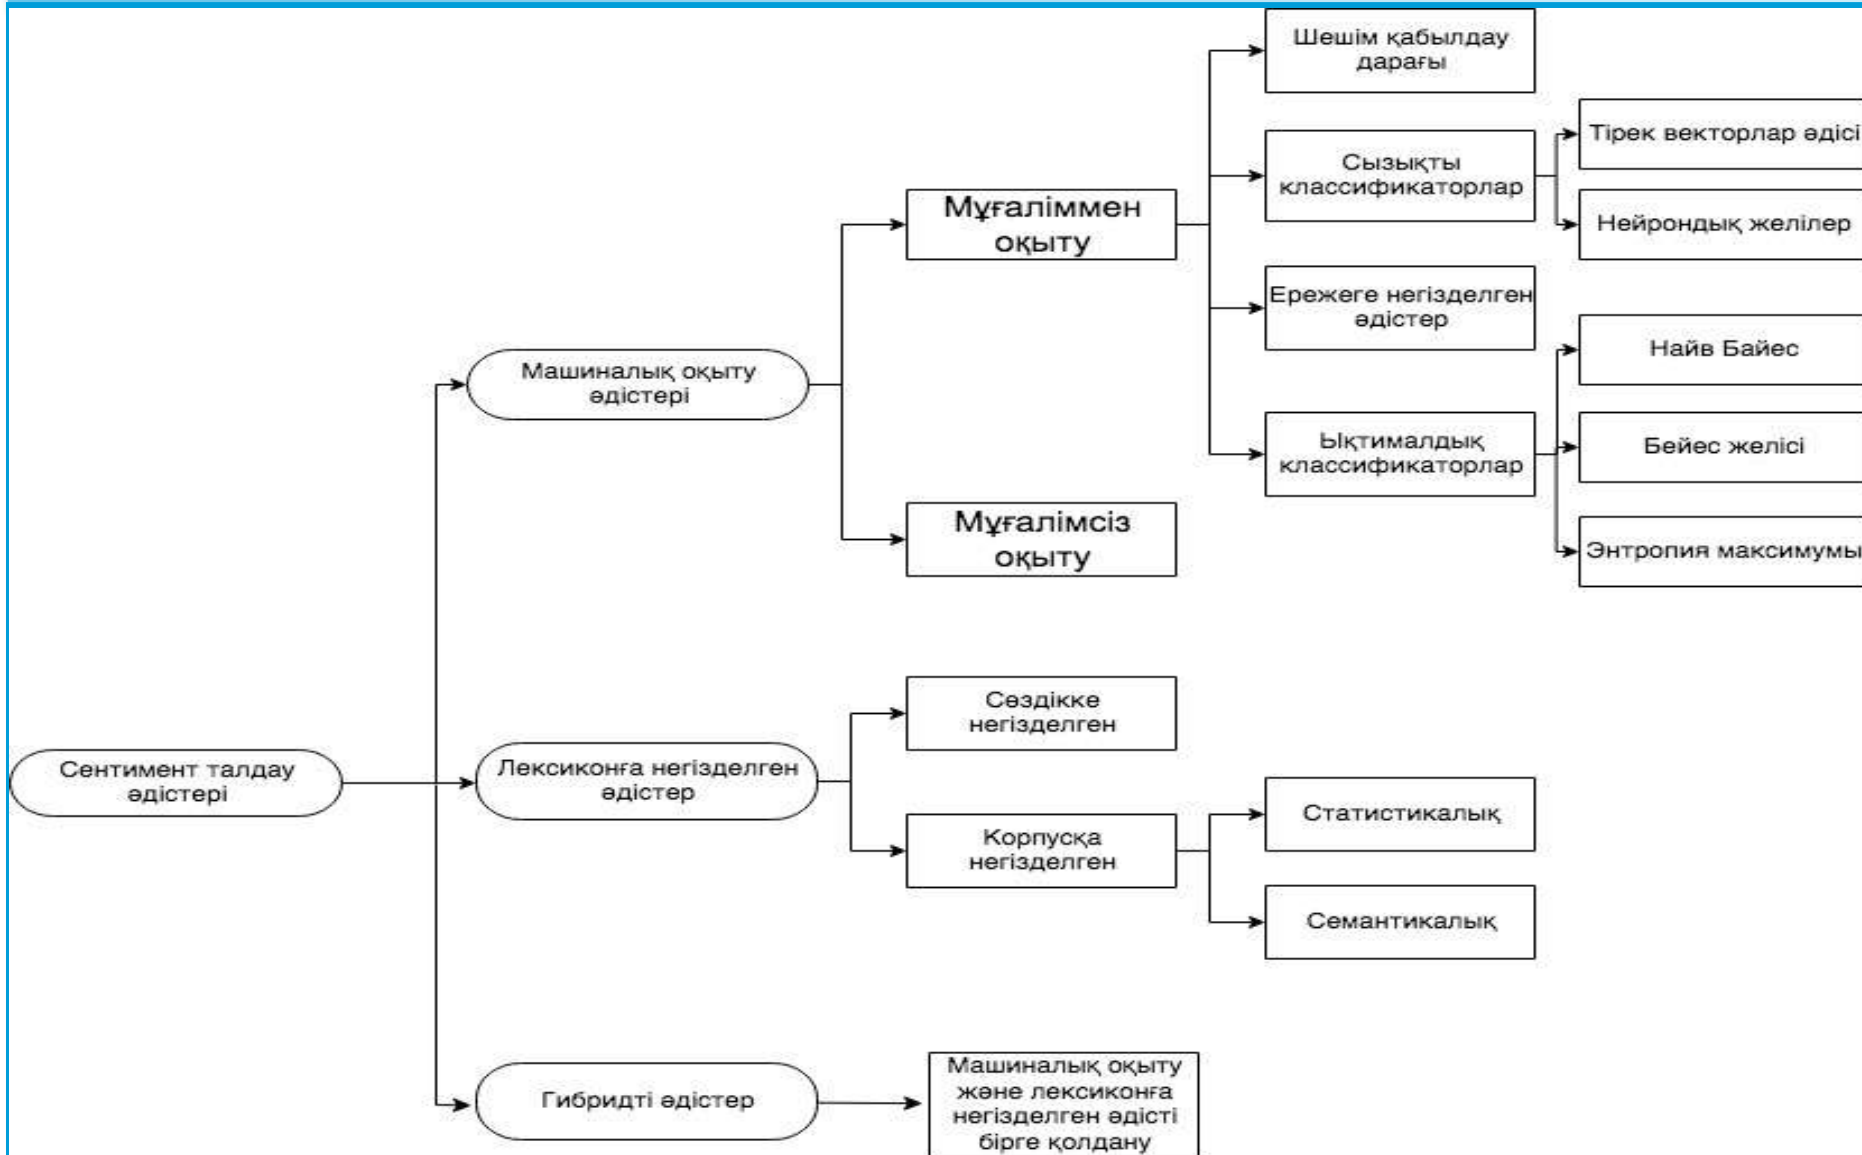 Шешім қабылдау
дарағы
Тірек векторлар әдісі
Сызықты
классификаторлар
Мұғаліммен
оқыту
Нейрондық желілер
Ережеге негізделген
әдістер
Найв Байес
Машиналық оқыту
әдістері
Ықтималдық
классификаторлар
Бейес желісі
Мұғалімсіз
оқыту
Энтропия максимумы
Сөздікке
негізделген
Сентимент талдау
әдістері
Лексиконға негізделген
әдістер
Статистикалық
Корпусқа
негізделген
Семантикалық
Гибридті әдістер
Машиналық оқыту
және лексиконға
негізделген әдісті
бірге қолдану